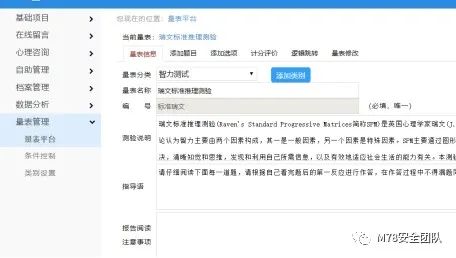 基础项目
在线留言
心理咨询
自助管理
档案管理
数据分析
量表管理
量表平台
条件控制
类别设置
您现在的位置：量表平台
当前量表：瑞文标准推理测验
量表信息 添加题目 添加选项 计分评价 逻辑跳转 量表修改
量表分类 智力测试 添加类别
量表名称 瑞文标准推理测验
编 号 标准瑞文 （必填、唯一）
瑞文标准推理测验(Raven's Standard Progressive Matrices简称SPM)是英国心理学家瑞文(J.
测验说明 论认为智力主要由两个因素构成，其一是一般因素，另一个因素是特殊因素。SPM主要通过图形
决，清晰知觉和思维，发现和利用自己所需信息，以及有效地适应社会生活的能力有关。本测验
指导语 请仔细阅读下面每一道题，请根据自己看完题后的第一反应进行作答，在作答过程中不得漏题
报告阅读
注意事项
M78安全团队